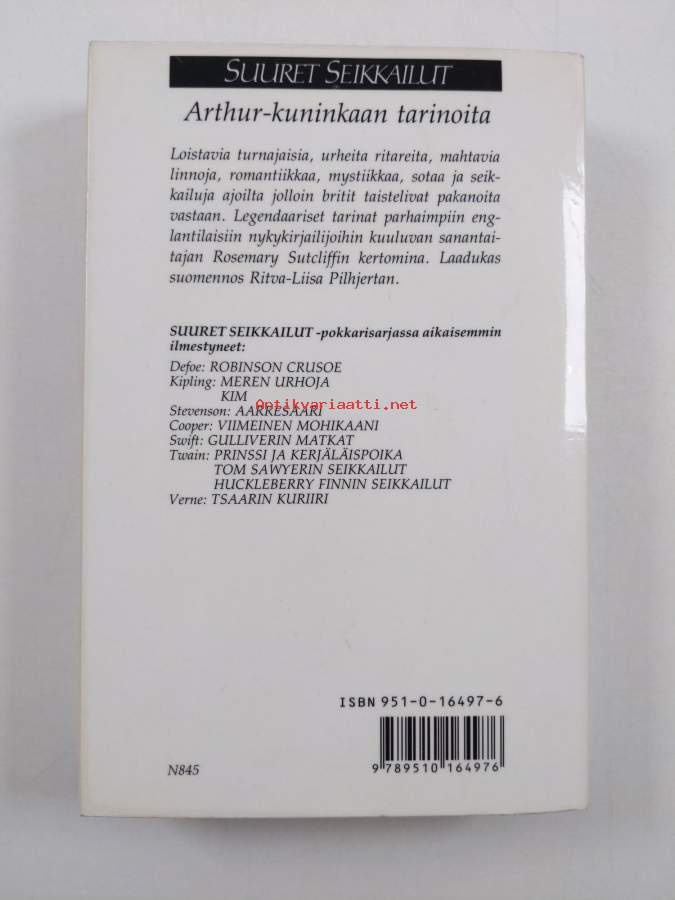 SUURET SEIKKAILUT
Arthur-kuninkaan tarinoita
Loistavia turnajaisia, urheita ritareita, mahtavia
linnoja, romantiikkaa, mystiikkaa, sotaa ja seik-
kailuja ajoilta jolloin britit taistelivat pakanoita
vastaan. Legendaariset tarinat parhaimpiin eng-
lantilaisiin nykykirjailijoihin kuuluvan sanantai-
tajan Rosemary Sutcliffin kertomina. Laadukas
suomennos Ritva-Liisa Pilhjertan.
SUURET SEIKKAILUT -pokkarisarjassa aikaisemmin
ilmestyneet:
Defoe: ROBINSON CRUSOE
Kipling: MEREN URHOJA
KIM
Antikvariaatti.net
Stevenson: AARRESAARI
Cooper: VIIMEINEN MOHIKAANI
Swift: GULLIVERIN MATKAT
Twain: PRINSSI JA KERJÄLÄISPOIKA
TOM SAWYERIN SEIKKAILUT
HUCKLEBERRY FINNIN SEIKKAILUT
Verne: TSAARIN KURIIRI
ISBN 951-0-16497-6
9 789510 164976
N845